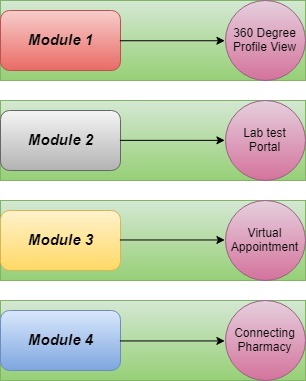 Module 1
360 Degree
Profile View
Module 2
Lab test
Portal
Module 3
Virtual
Appointment
Module 4
Connecting
Pharmacy